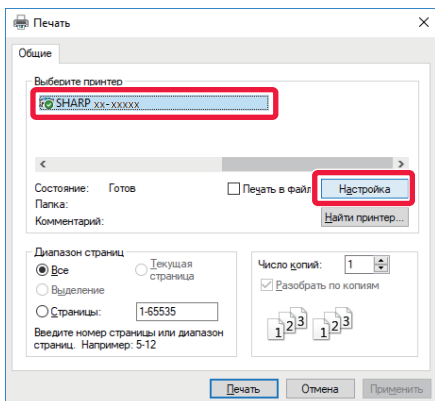 Печать
Общие
Выберите принтер
SHARP xx-xxxxx
Состояние: Готов
Печать в файл
Настройка
Папка:
Комментарий:
Найти принтер...
Диапазон страниц
Все
Текущая страница
Выделение
Страницы: 1-65535
Введите номер страницы или диапазон
страниц. Например: 5-12
Число копий: 1
Разобрать по копиям
1 2 3 1 2 3
Печать Отмена Применить